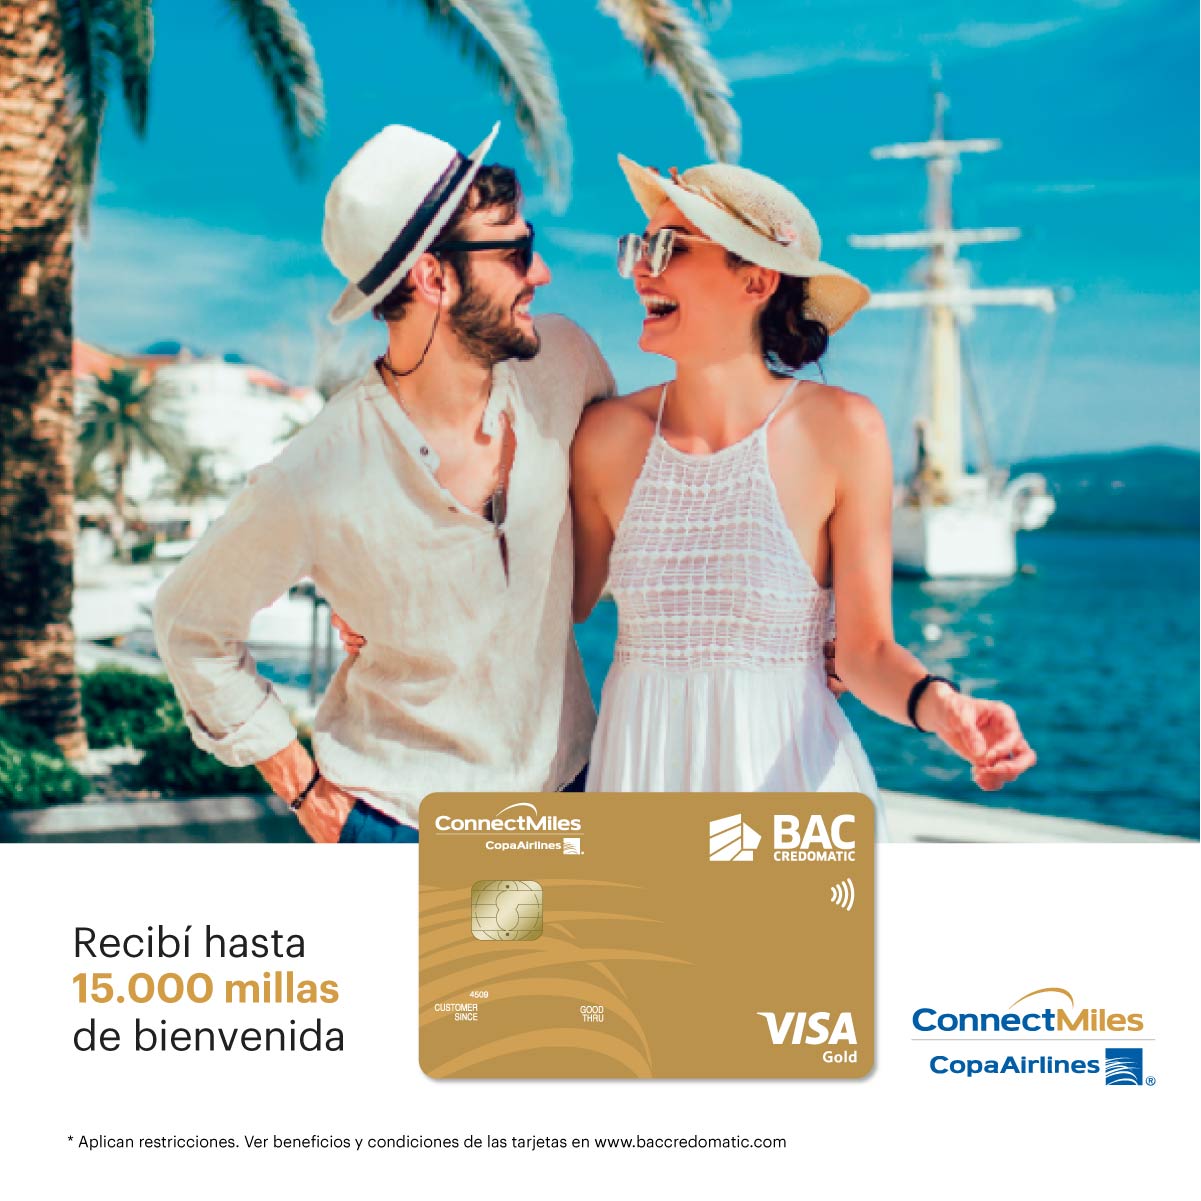 ConnectMiles
CopaAirlines
BAC
CREDOMATIC
4509
CUSTOMER
SINCE
GOOD
THRU
VISA
Gold
Recibí hasta
15.000 millas
de bienvenida
ConnectMiles
CopaAirlines ®
* Aplican restricciones. Ver beneficios y condiciones de las tarjetas en www.baccredomatic.com